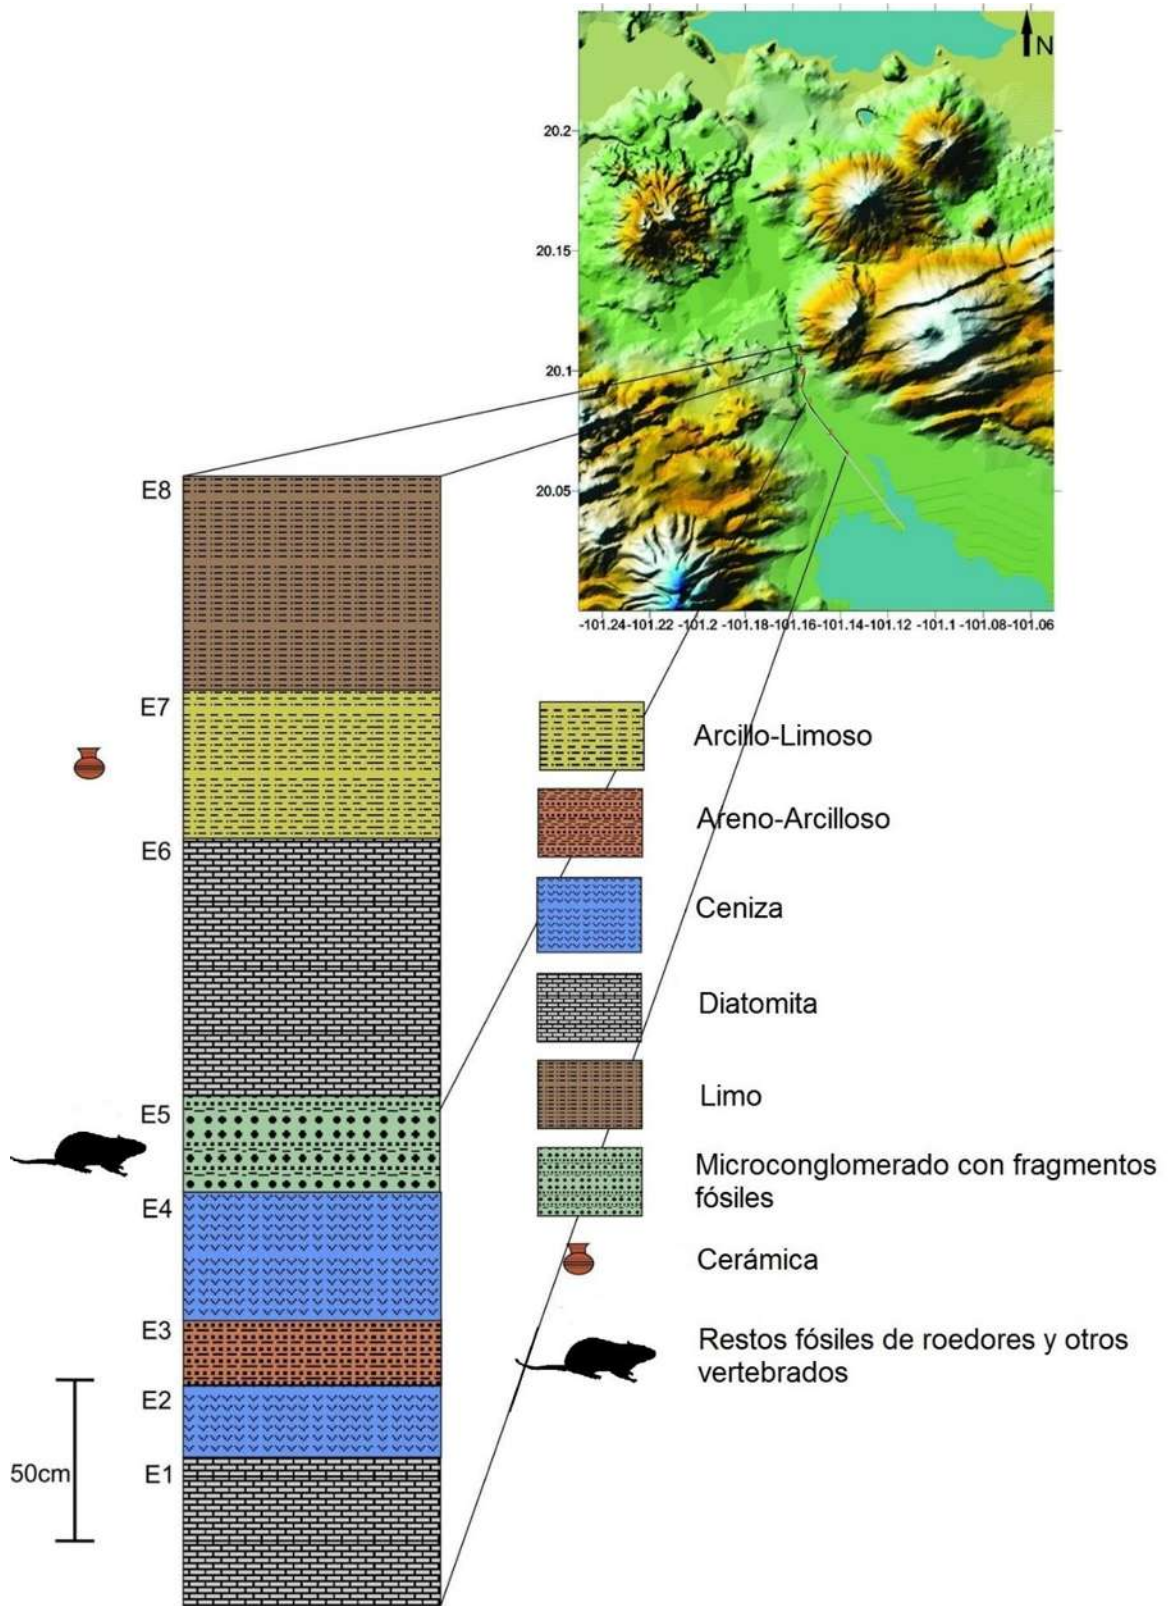 N
20.2
20.15
20.1
20.05
-101.24 -101.22 -101.2 -101.18 -101.16 -101.14 -101.12 -101.1 -101.08 -101.06
E8
E7
E6
E5
E4
E3
E2
E1
50cm
Arcillo-Limoso
Areno-Arcilloso
Ceniza
Diatomita
Limo
Microconglomerado con fragmentos
fósiles
Cerámica
Restos fósiles de roedores y otros
vertebrados